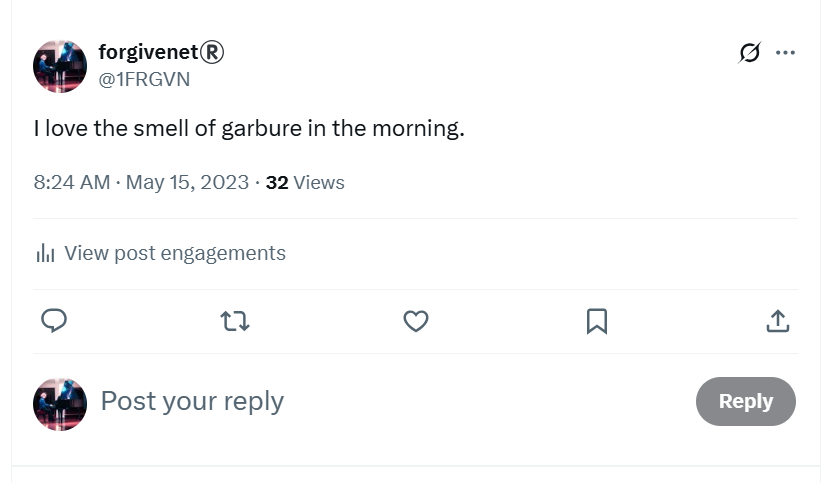 forgivenet®
@1FRGVN
I love the smell of garbure in the morning.
8:24 AM · May 15, 2023 · 32 Views
View post engagements
Post your reply
Reply